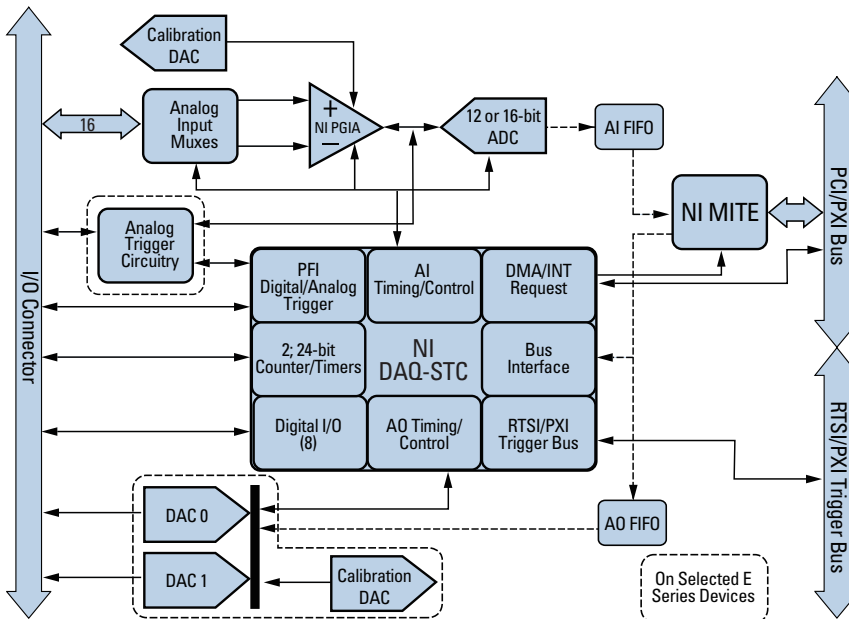 Calibration
DAC
16
Analog
Input
Muxes
+
NI PGIA
−
12 or 16-bit
ADC
AI FIFO
NI MITE
PCI/PXI Bus
I/O Connector
Analog
Trigger
Circuitry
PFI
Digital/Analog
Trigger
AI
Timing/Control
DMA/INT
Request
2; 24-bit
Counter/Timers
NI
DAQ-STC
Bus
Interface
Digital I/O
(8)
AO Timing/
Control
RTSI/PXI
Trigger Bus
RTSI/PXI Trigger Bus
DAC 0
AO FIFO
DAC 1
Calibration
DAC
On Selected E
Series Devices